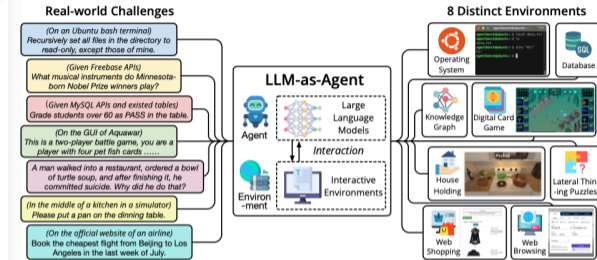 Real-world Challenges
8 Distinct Environments
(On an Ubuntu bash terminal)
Recursively set all files in the directory to
read-only, except those of mine.
(Given Freebase APIs)
What musical instruments do Minnesota-
born Nobel Prize winners play?
(Given MySQL APIs and existed tables)
Grade students over 60 as PASS in the table.
(On the GUI of Aquawar)
This is a two-player battle game, you are a
player with four pet fish cards ......
A man walked into a restaurant, ordered a bowl
of turtle soup, and after finishing it, he
committed suicide. Why did he do that?
(In the middle of a kitchen in a simulator)
Please put a pan on the dinning table.
(On the official website of an airline)
Book the cheapest flight from Beijing to Los
Angeles in the last week of July.
LLM-as-Agent
Agent
Large
Language
Models
Interaction
Environ
-ment
Interactive
Environments
Operating
System
SQL
Database
Knowledge
Graph
Digital Card
Game
House
Holding
?
Lateral Thin
-ing Puzzles
Web
Shopping
Web
Browsing